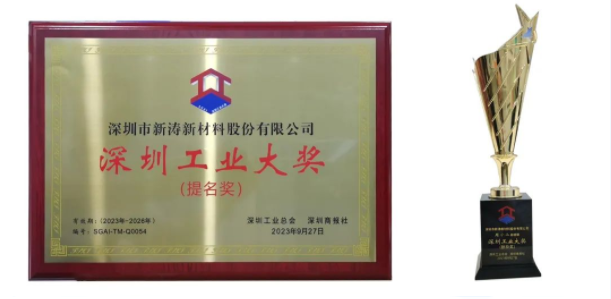 深圳市新涛新材料股份有限公司
深圳工业大奖
(提名奖)
有效期:(2023年-2026年)
深圳工业总会 深圳商报社
编号:SGAI-TM-Q0054
2023年9月27日
深圳工业大奖